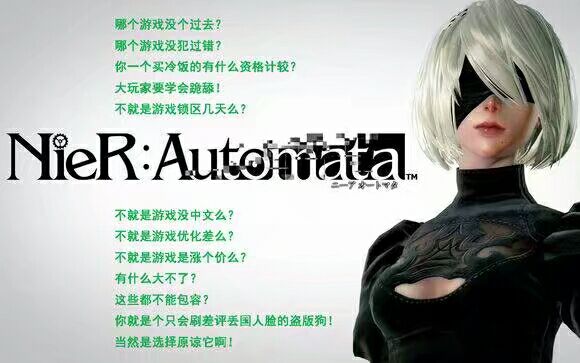 哪个游戏没个过去?
哪个游戏没犯过错?
你一个买冷饭的有什么资格计较?
大玩家要学会跪舔!
不就是游戏锁区几天么?
NieR:Automata™
ニーア オートマタ
不就是游戏没中文么?
不就是游戏优化差么?
不就是游戏是涨个价么?
有什么大不了?
这些都不能包容?
你就是个只会刷差评丢国人脸的盗版狗!
当然是选择原谅它啊!